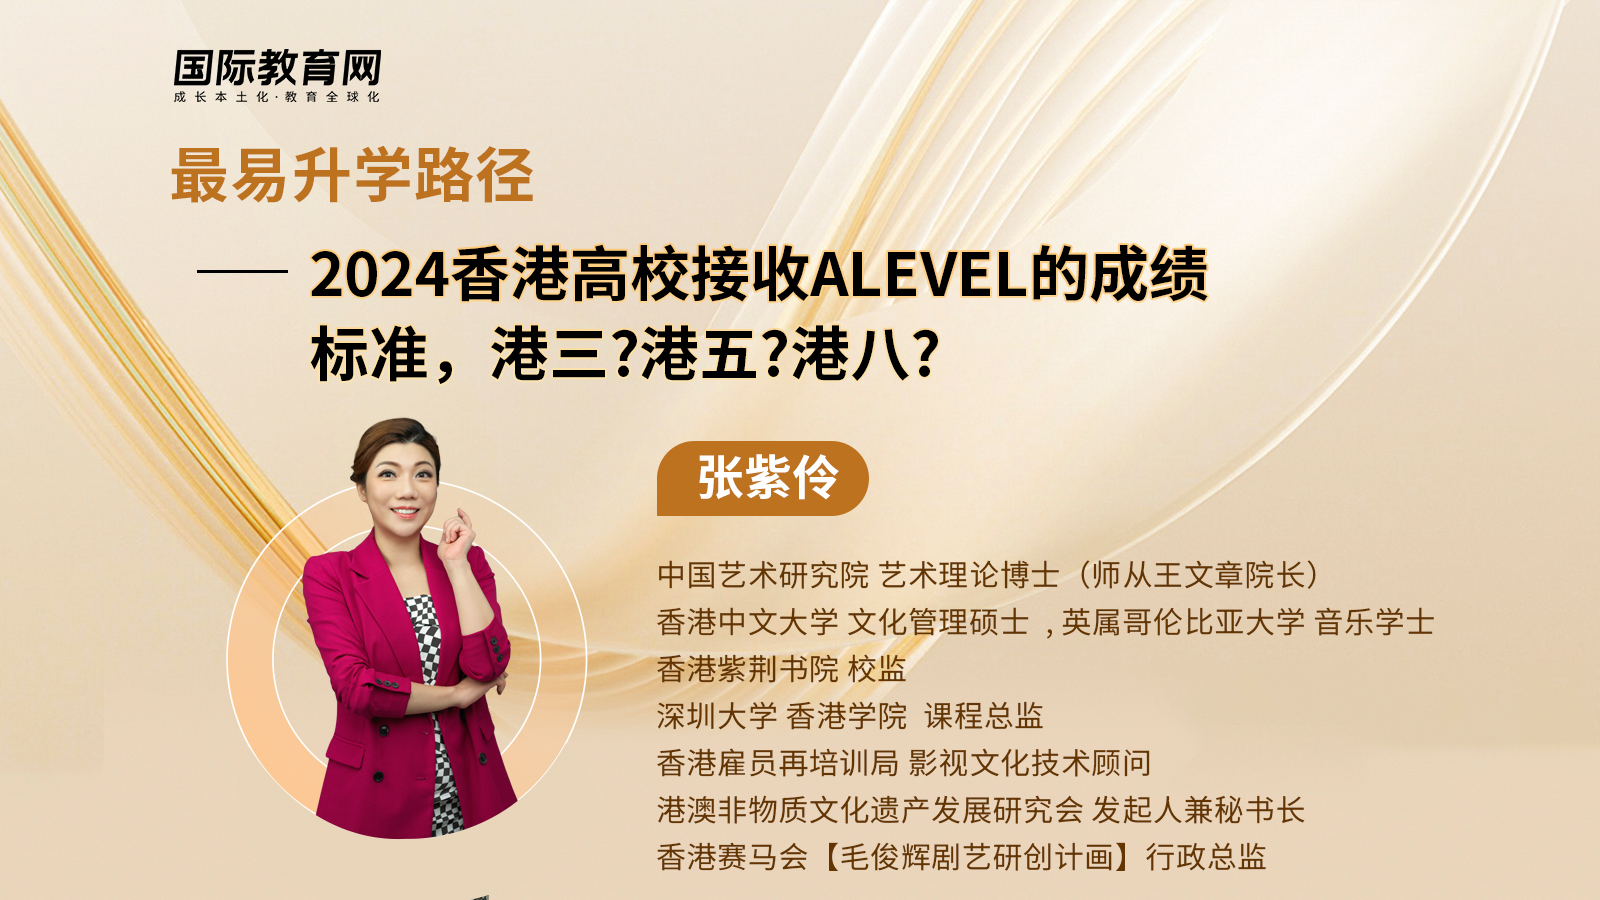 国际教育网
成长本土化·教育全球化
最易升学路径
——2024香港高校接收ALEVEL的成绩
标准，港三?港五?港八?
张紫伶
中国艺术研究院 艺术理论博士（师从王文章院长）
香港中文大学 文化管理硕士 , 英属哥伦比亚大学 音乐学士
香港紫荆书院 校监
深圳大学 香港学院 课程总监
香港雇员再培训局 影视文化技术顾问
港澳非物质文化遗产发展研究会 发起人兼秘书长
香港赛马会【毛俊辉剧艺研创计画】行政总监